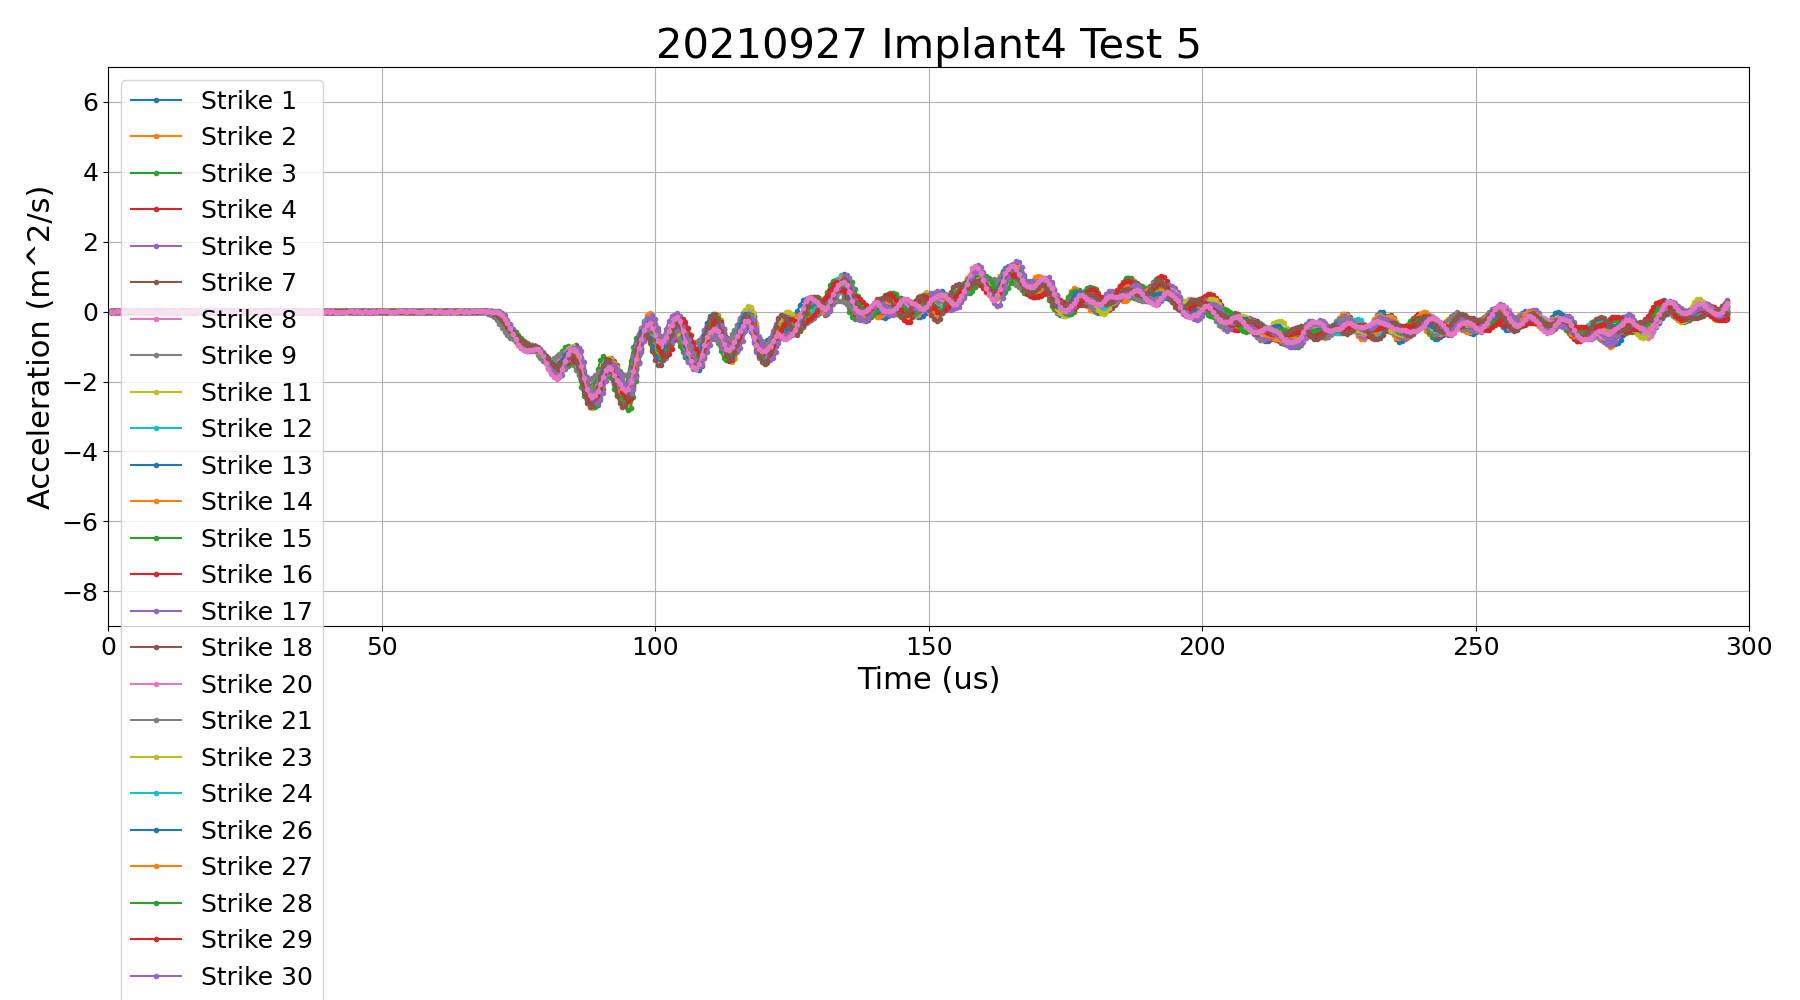 20210927 Implant4 Test 5
Acceleration (m^2/s)
6
4
2
0
−2
−4
−6
−8
Strike 1
Strike 2
Strike 3
Strike 4
Strike 5
Strike 7
Strike 8
Strike 9
Strike 11
Strike 12
Strike 13
Strike 14
Strike 15
Strike 16
Strike 17
Strike 18
Strike 20
Strike 21
Strike 23
Strike 24
Strike 26
Strike 27
Strike 28
Strike 29
Strike 30
0 50 100 150 200 250 300
Time (us)